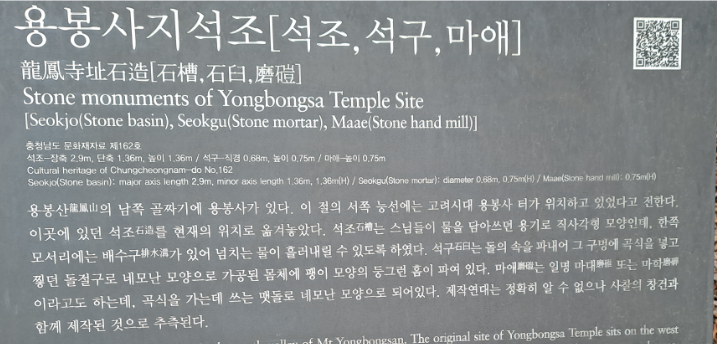 용봉사지석조[석조,석구,마애]
龍鳳寺址石造[石槽,石臼,磨磑]
Stone monuments of Yongbongsa Temple Site
[Seokjo(Stone basin), Seokgu(Stone mortar), Maae(Stone hand mill)]
충청남도 문화재자료 제162호
석조-장축 2.9m, 단축 1.36m, 높이 1.36m / 석구-직경 0.68m, 높이 0.75m / 마애-높이 0.75m
Cultural heritage of Chungcheongnam-do No.162
Seokjo(Stone basin): major axis length 2.9m, minor axis length 1.36m, 1.36m(H) / Seokgu(Stone mortar): diameter 0.68m, 0.75m(H) / Maae(Stone hand mill): 0.75m(H)
용봉산龍鳳山의 남쪽 골짜기에 용봉사가 있다. 이 절의 서쪽 능선에는 고려시대 용봉사 터가 위치하고 있었다고 전한다.
이곳에 있던 석조石造를 현재의 위치로 옮겨놓았다. 석조石槽는 스님들이 물을 담아쓰던 용기로 직사각형 모양인데, 한쪽
모서리에는 배수구排水溝가 있어 넘치는 물이 흘러내릴 수 있도록 하였다. 석구石臼는 돌의 속을 파내어 그 구멍에 곡식을 넣고
찧던 돌절구로 네모난 모양으로 가공된 몸체에 팽이 모양의 둥그런 홈이 파여 있다. 마애磨磑는 일명 마대 또는 마학
이라고도 하는데, 곡식을 가는데 쓰는 맷돌로 네모난 모양으로 되어있다. 제작연대는 정확히 알 수 없으나 사찰의 창건과
함께 제작된 것으로 추측된다.
valley of Mt Yongbongsan. The original site of Yongbongsa Temple sits on the west